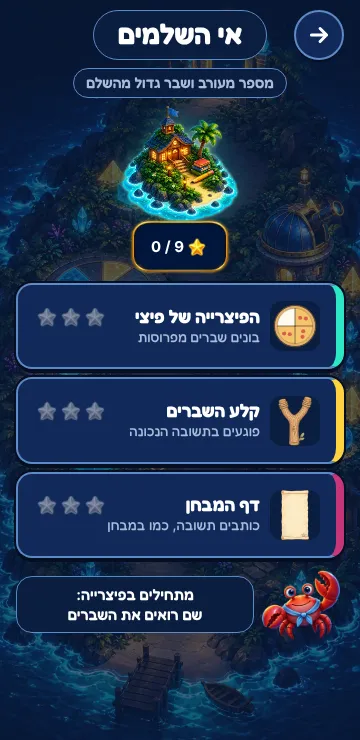 אי השלמים
מספר מעורב ושבר גדול מהשלם
0 / 9
הפיצרייה של פיצי
בונים שברים מפרוסות
קלע השברים
פוגעים בתשובה הנכונה
דף המבחן
כותבים תשובה, כמו במבחן
מתחילים בפיצרייה:
שם רואים את השברים